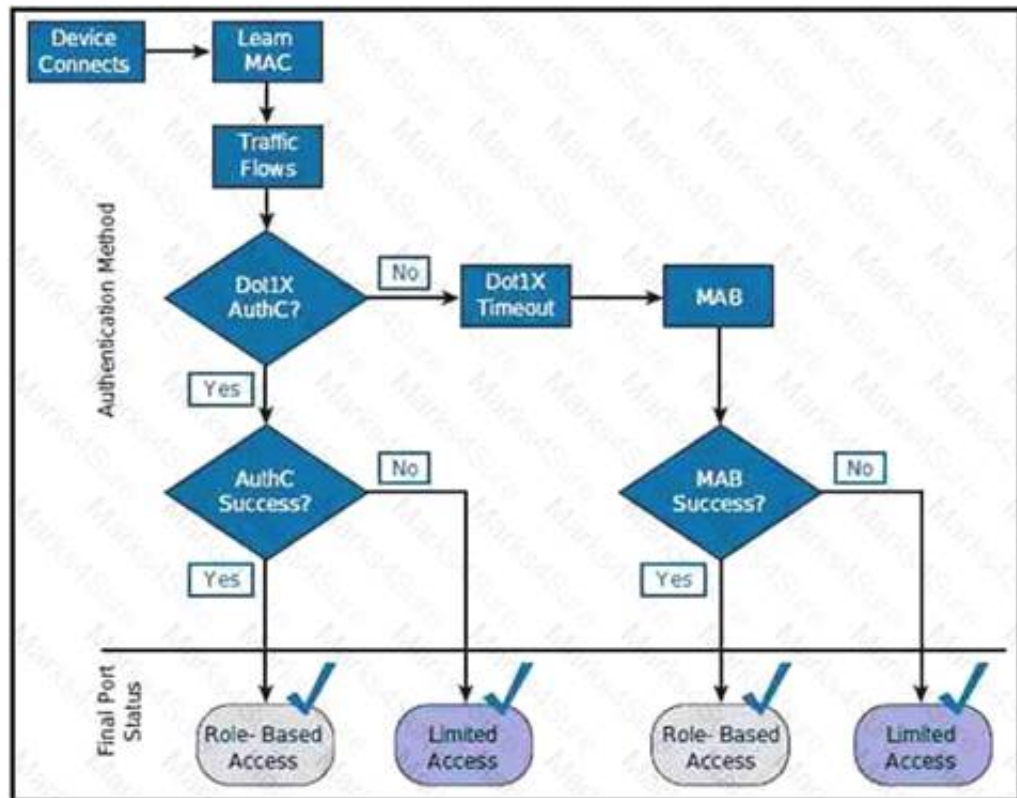 Device
Connects
Learn
MAC
Traffic
Flows
Authentication Method
Dot1X
AuthC?
No
Dot1X
Timeout
MAB
Yes
AuthC
Success?
No
MAB
Success?
No
Yes
Yes
Final Port
Status
Role- Based
Access
Limited
Access
Role- Based
Access
Limited
Access
Marks4Sure